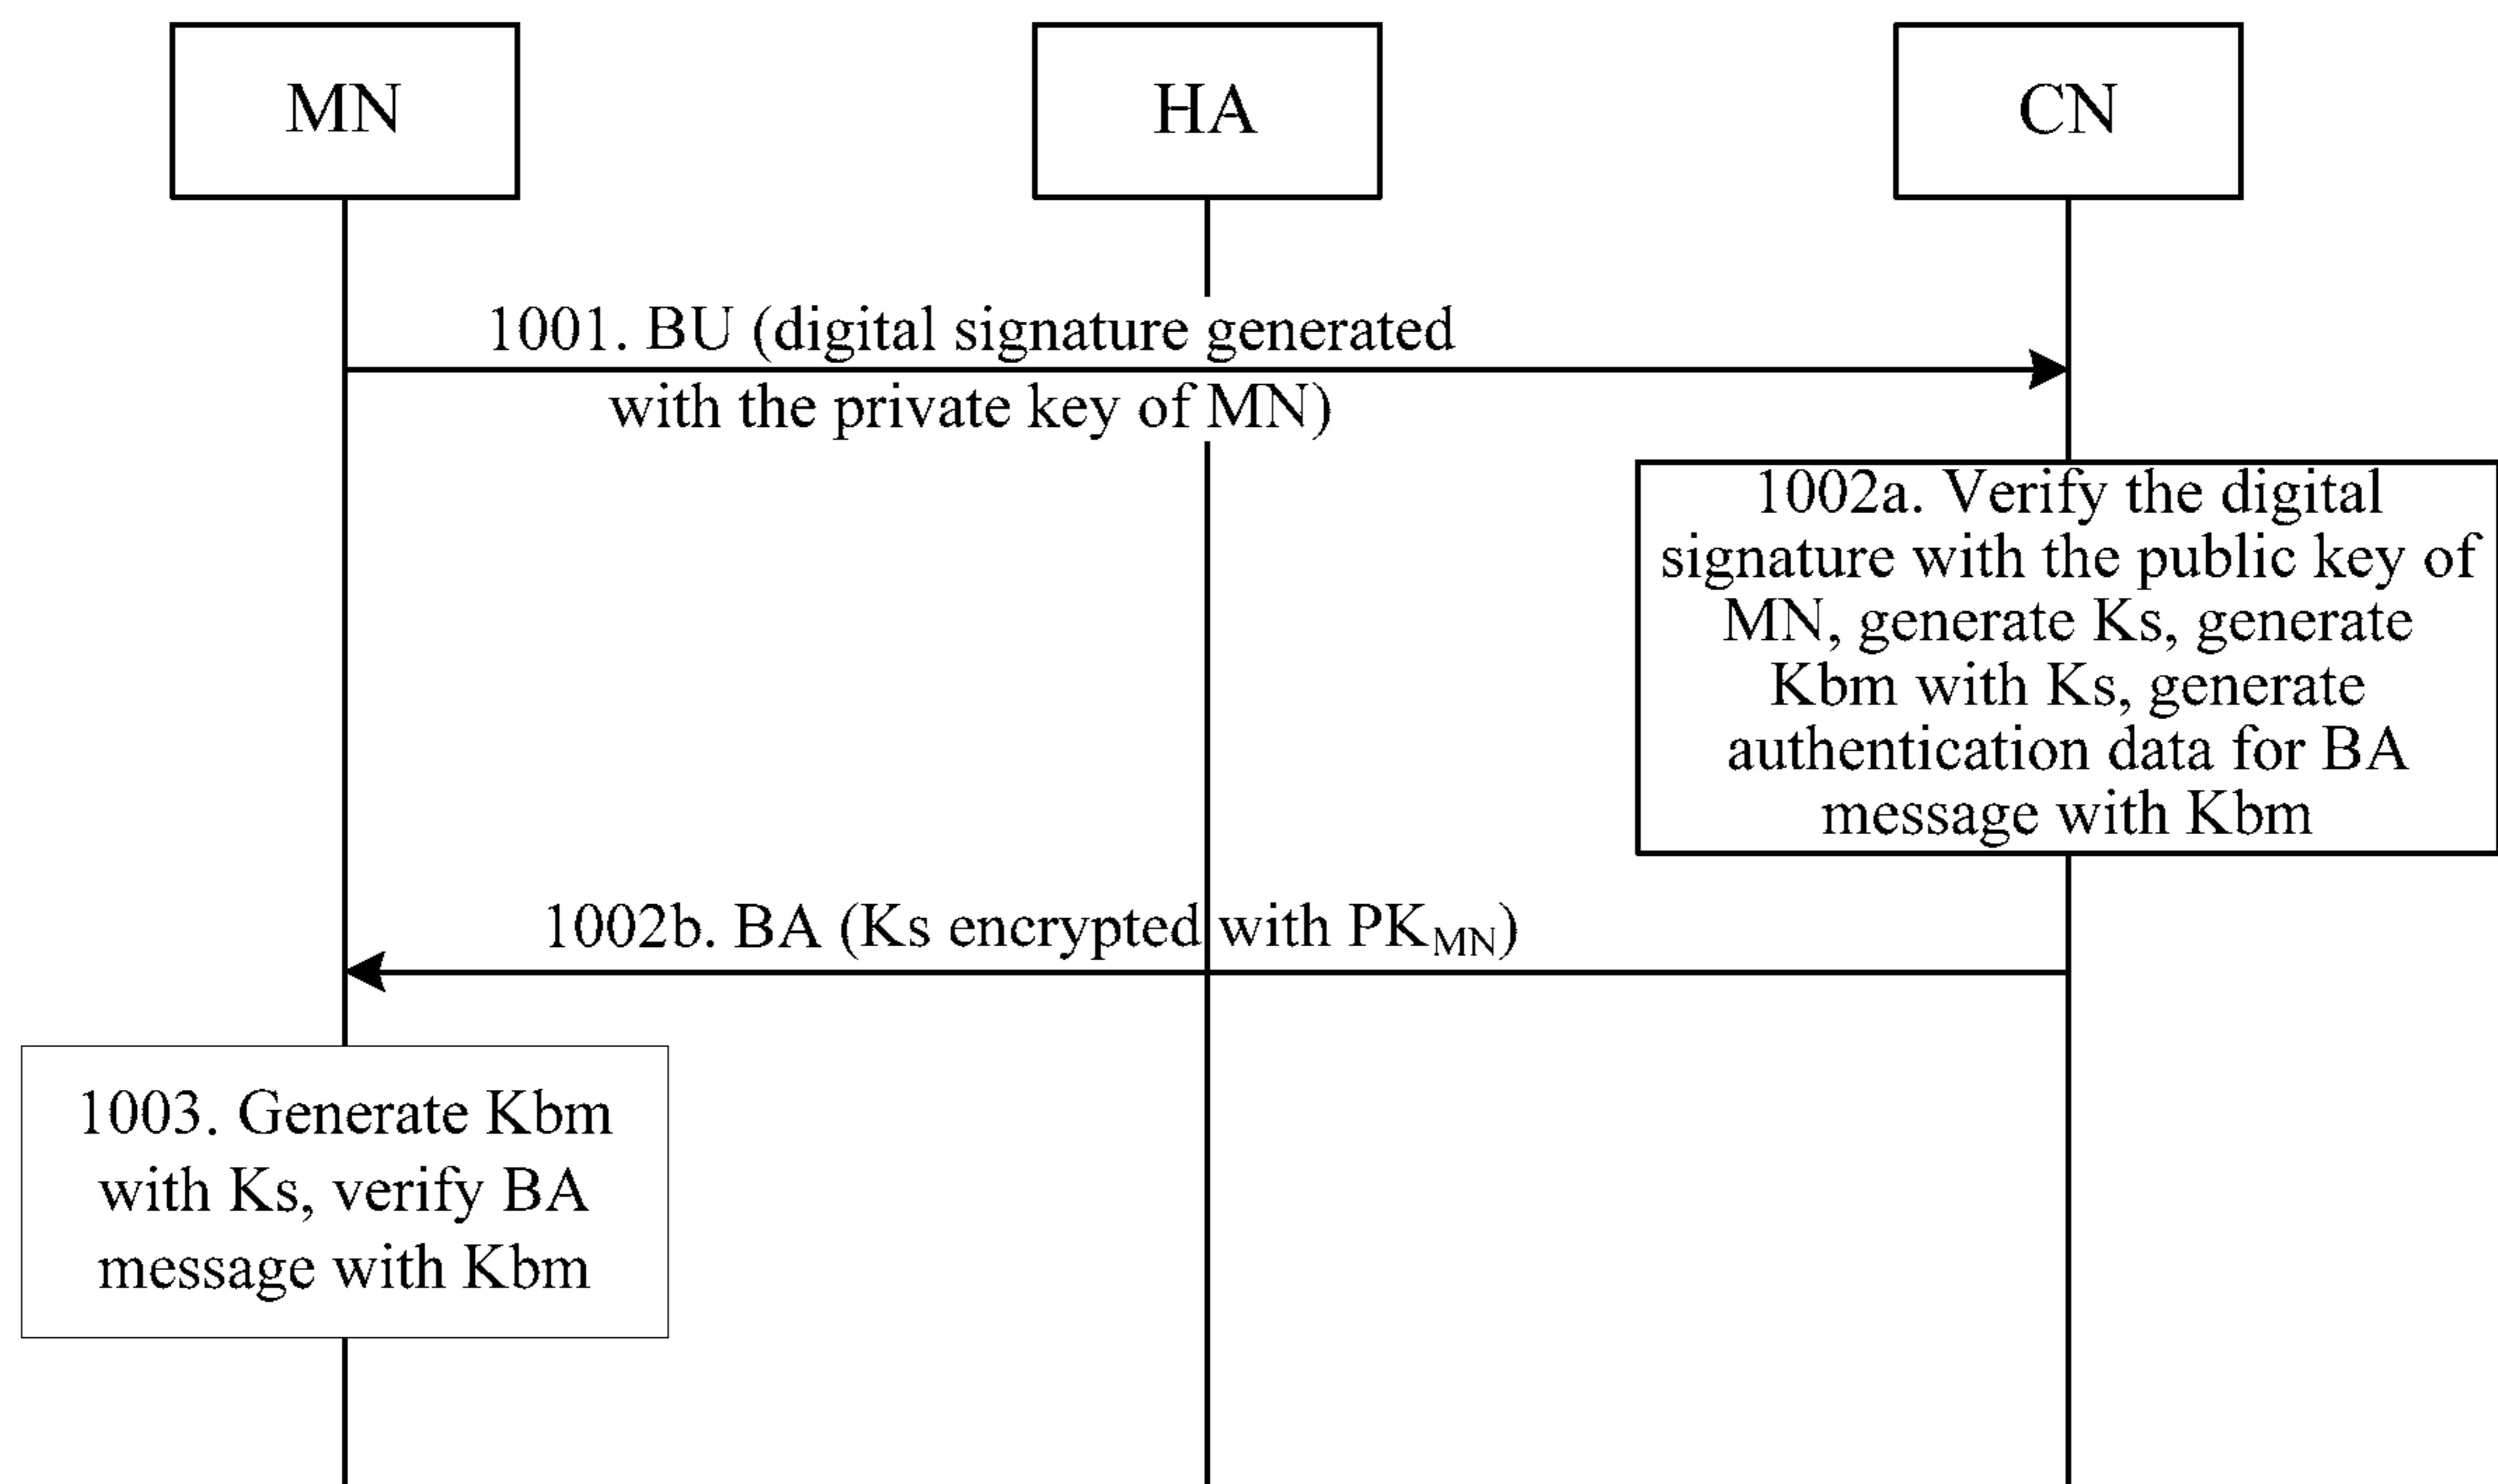 MN
HA
CN
1001. BU (digital signature generated
with the private key of MN)
1002a. Verify the digital
signature with the public key of
MN, generate Ks, generate
Kbm with Ks, generate
authentication data for BA
message with Kbm
1002b. BA (Ks encrypted with PKMN)
1003. Generate Kbm
with Ks, verify BA
message with Kbm